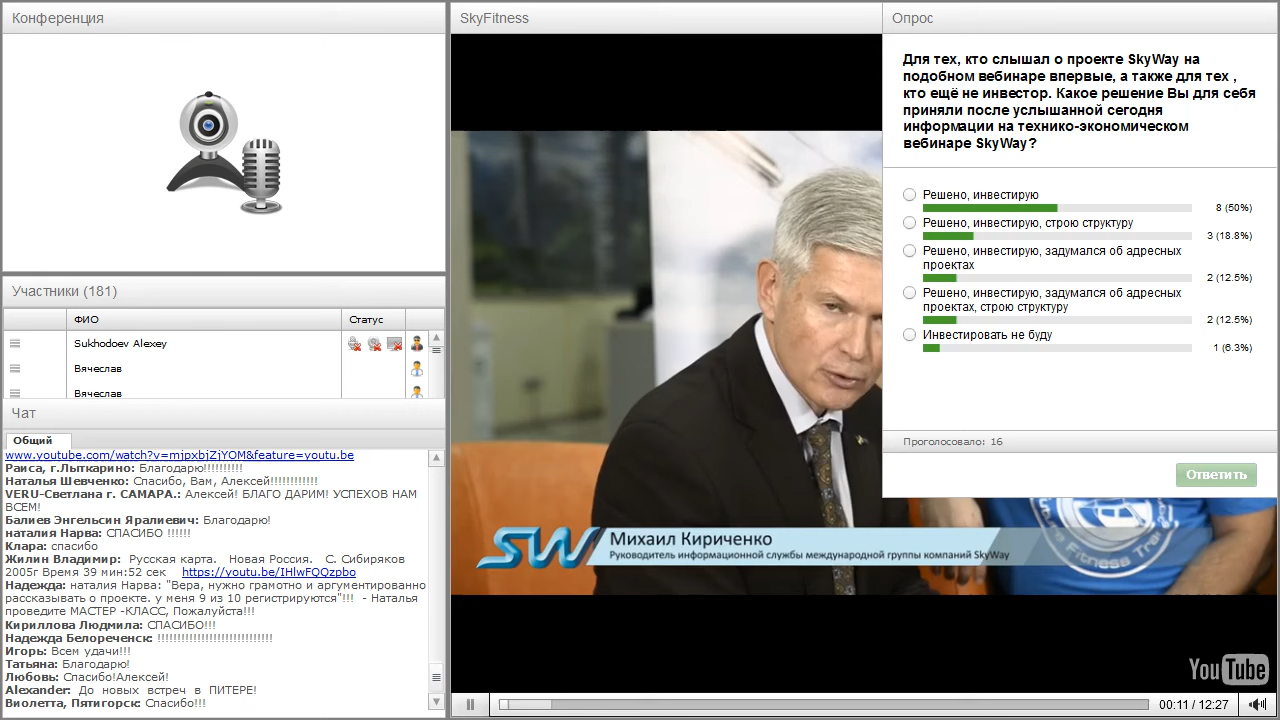 Конференция
Участники (181)
ФИО
Статус
Sukhodoev Alexey
Вячеслав
Вячеслав
Чат
Общий
www.youtube.com/watch?v=mjpxbjZjYOM&feature=youtu.be
Раиса, г.Лыткарино: Благодарю!!!!!!!!!!
Наталья Шевченко: Спасибо, Вам, Алексей!!!!!!!!!!!!
VERU-Светлана г. САМАРА.: Алексей! БЛАГО ДАРИМ! УСПЕХОВ НАМ
ВСЕМ!
Балиев Энгельсин Яралиевич: Благодарю!
наталия Нарва: СПАСИБО !!!!!!
Клара: спасибо
Жилин Владимир: Русская карта. Новая Россия. С. Сибиряков
2005г Время 39 мин:52 сек https://youtu.be/IHlwFQQzpbo
Надежда: наталия Нарва: "Вера, нужно грамотно и аргументированно
рассказывать о проекте. у меня 9 из 10 регистрируются"!!! - Наталья
проведите МАСТЕР -КЛАСС, Пожалуйста!!!
Кириллова Людмила: СПАСИБО!!!
Надежда Белореченск: !!!!!!!!!!!!!!!!!!!!!!!!!!!!!
Игорь: Всем удачи!!!
Татьяна: Благодарю!
Любовь: Спасибо!Алексей!
Alexander: До новых встреч в ПИТЕРЕ!
Виолетта, Пятигорск: Спасибо!!!
SkyFitness
SW
Михаил Кириченко
Руководитель информационной службы международной группы компаний SkyWay
YouTube
00:11 / 12:27
Опрос
Для тех, кто слышал о проекте SkyWay на
подобном вебинаре впервые, а также для тех ,
кто ещё не инвестор. Какое решение Вы для себя
приняли после услышанной сегодня
информации на технико-экономическом
вебинаре SkyWay?
Решено, инвестирую
8 (50%)
Решено, инвестирую, строю структуру
3 (18.8%)
Решено, инвестирую, задумался об адресных
проектах
2 (12.5%)
Решено, инвестирую, задумался об адресных
проектах, строю структуру
2 (12.5%)
Инвестировать не буду
1 (6.3%)
Проголосовало: 16
Ответить